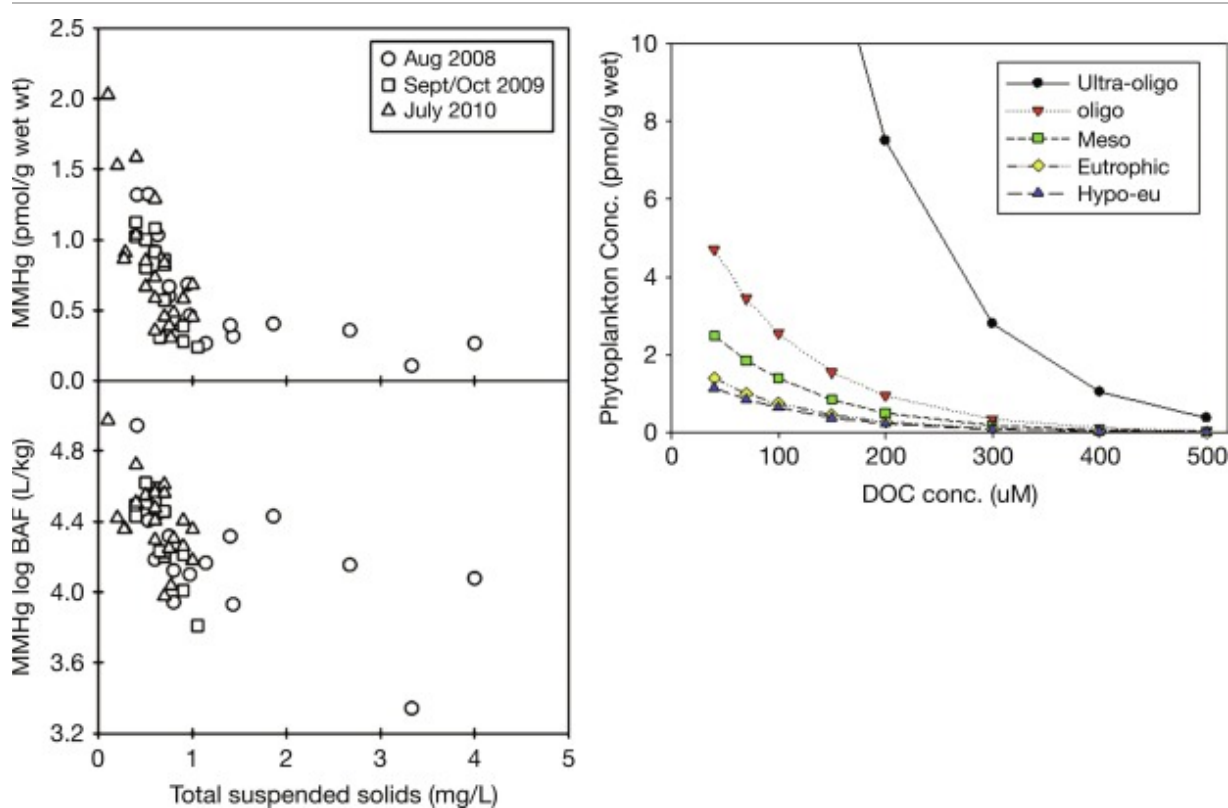 MMHg (pmol/g wet wt)
2.5
2.0
1.5
1.0
0.5
0.0
Aug 2008
Sept/Oct 2009
July 2010
MMHg log BAF (L/kg)
4.8
4.4
4.0
3.6
3.2
0 1 2 3 4 5
Total suspended solids (mg/L)
Phytoplankton Conc. (pmol/g wet)
10
8
6
4
2
0
Ultra-oligo
oligo
Meso
Eutrophic
Hypo-eu
0 100 200 300 400 500
DOC conc. (uM)